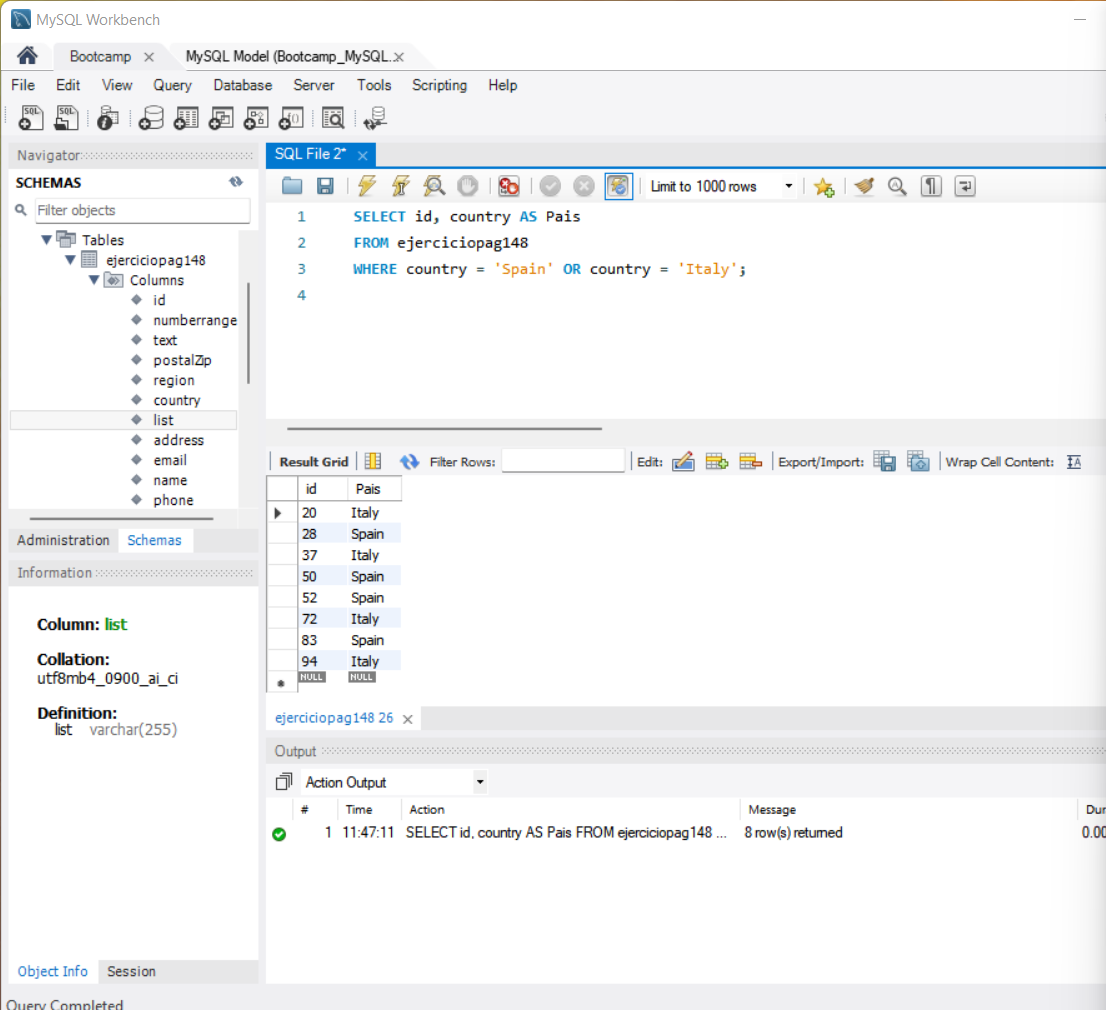 MySQL Workbench
Bootcamp
MySQL Model (Bootcamp_MySQL.
File Edit View Query Database Server Tools Scripting Help
Navigator
SCHEMAS
Filter objects
Tables
ejerciciopag148
Columns
id
numberrange
text
postalZip
region
country
list
address
email
name
phone
Administration Schemas
Information
Column: list
Collation:
utf8mb4_0900_ai_ci
Definition:
list varchar(255)
Object Info Session
Query Completed
SQL File 2*
Limit to 1000 rows
1 SELECT id, country AS Pais
2 FROM ejerciciopag148
3 WHERE country = 'Spain' OR country = 'Italy';
4
Result Grid Filter Rows: Edit: Export/Import: Wrap Cell Content: IA
id Pais
20 Italy
28 Spain
37 Italy
50 Spain
52 Spain
72 Italy
83 Spain
94 Italy
NULL NULL
ejerciciopag148 26
Output
Action Output
# Time Action Message Dur
1 11:47:11 SELECT id, country AS Pais FROM ejerciciopag148 ... 8 row(s) returned 0.00